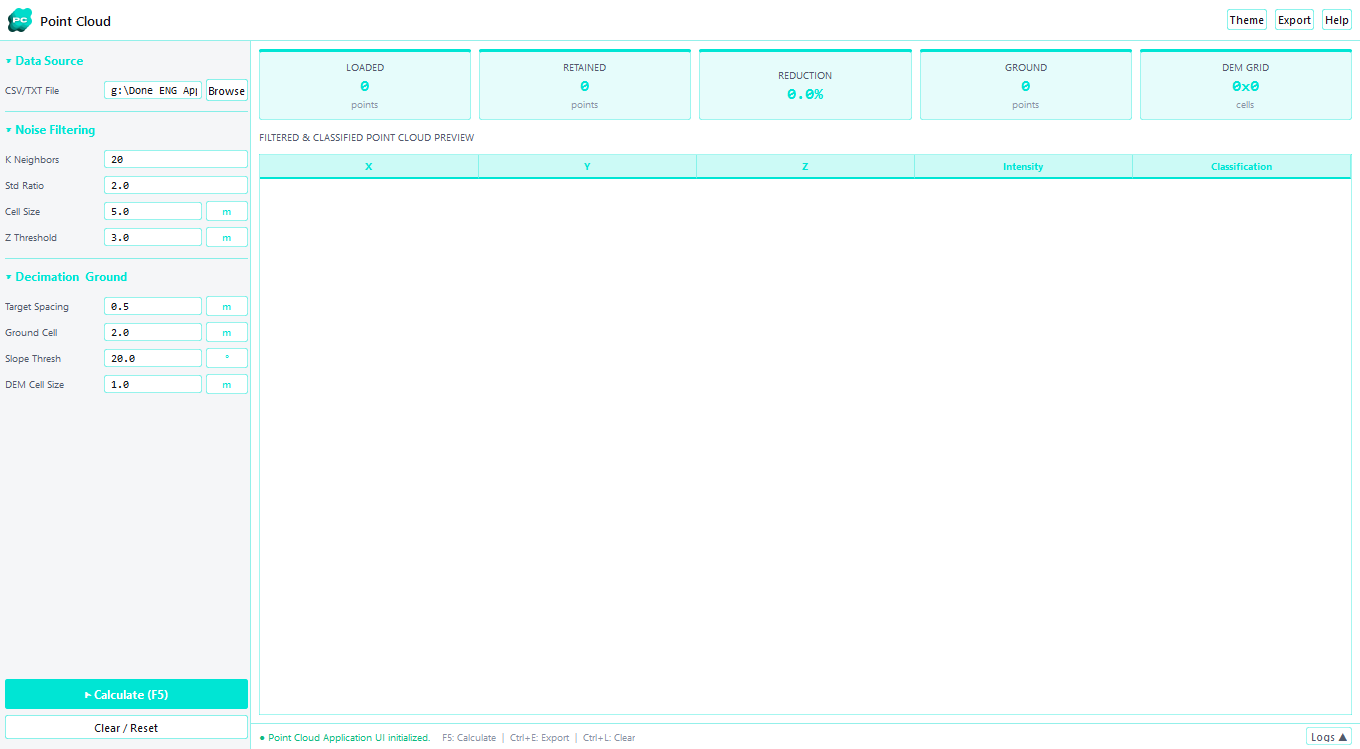 PC Point Cloud Theme Export Help
▾ Data Source
CSV/TXT File g:\Done ENG App Browse
▾ Noise Filtering
K Neighbors 20
Std Ratio 2.0
Cell Size 5.0 m
Z Threshold 3.0 m
▾ Decimation Ground
Target Spacing 0.5 m
Ground Cell 2.0 m
Slope Thresh 20.0 °
DEM Cell Size 1.0 m
▸ Calculate (F5)
Clear / Reset
LOADED
0
points
RETAINED
0
points
REDUCTION
0.0%
GROUND
0
points
DEM GRID
0x0
cells
FILTERED & CLASSIFIED POINT CLOUD PREVIEW
X Y Z Intensity Classification
● Point Cloud Application UI initialized. F5: Calculate | Ctrl+E: Export | Ctrl+L: Clear Logs ▲